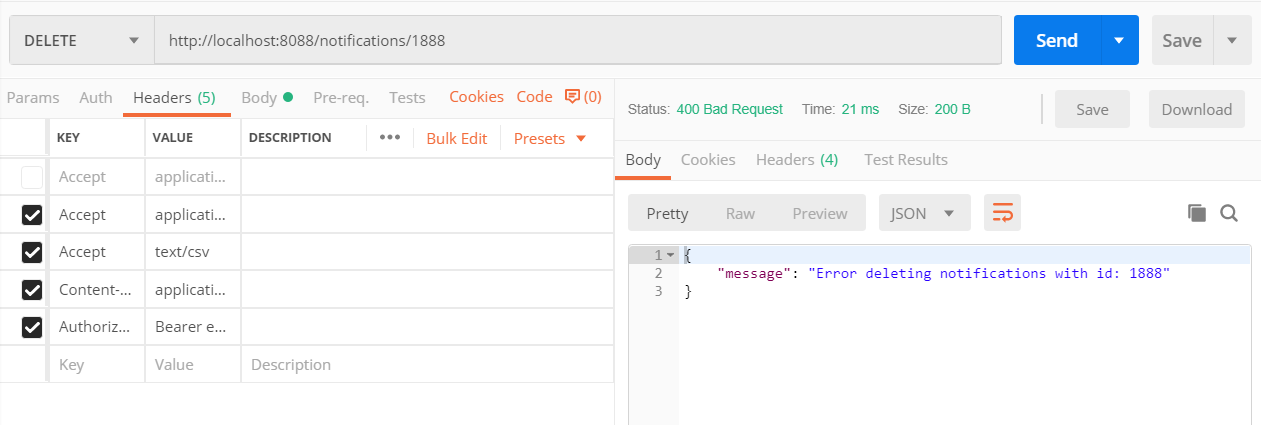 DELETE http://localhost:8088/notifications/1888 Send Save
Params Auth Headers (5) Body Pre-req. Tests Cookies Code (0)
KEY VALUE DESCRIPTION ••• Bulk Edit Presets
Accept applicati...
Accept applicati...
Accept text/csv
Content-... applicati...
Authoriz... Bearer e...
Key Value Description
Status: 400 Bad Request Time: 21 ms Size: 200 B Save Download
Body Cookies Headers (4) Test Results
Pretty Raw Preview JSON
1 {
2 "message": "Error deleting notifications with id: 1888"
3 }